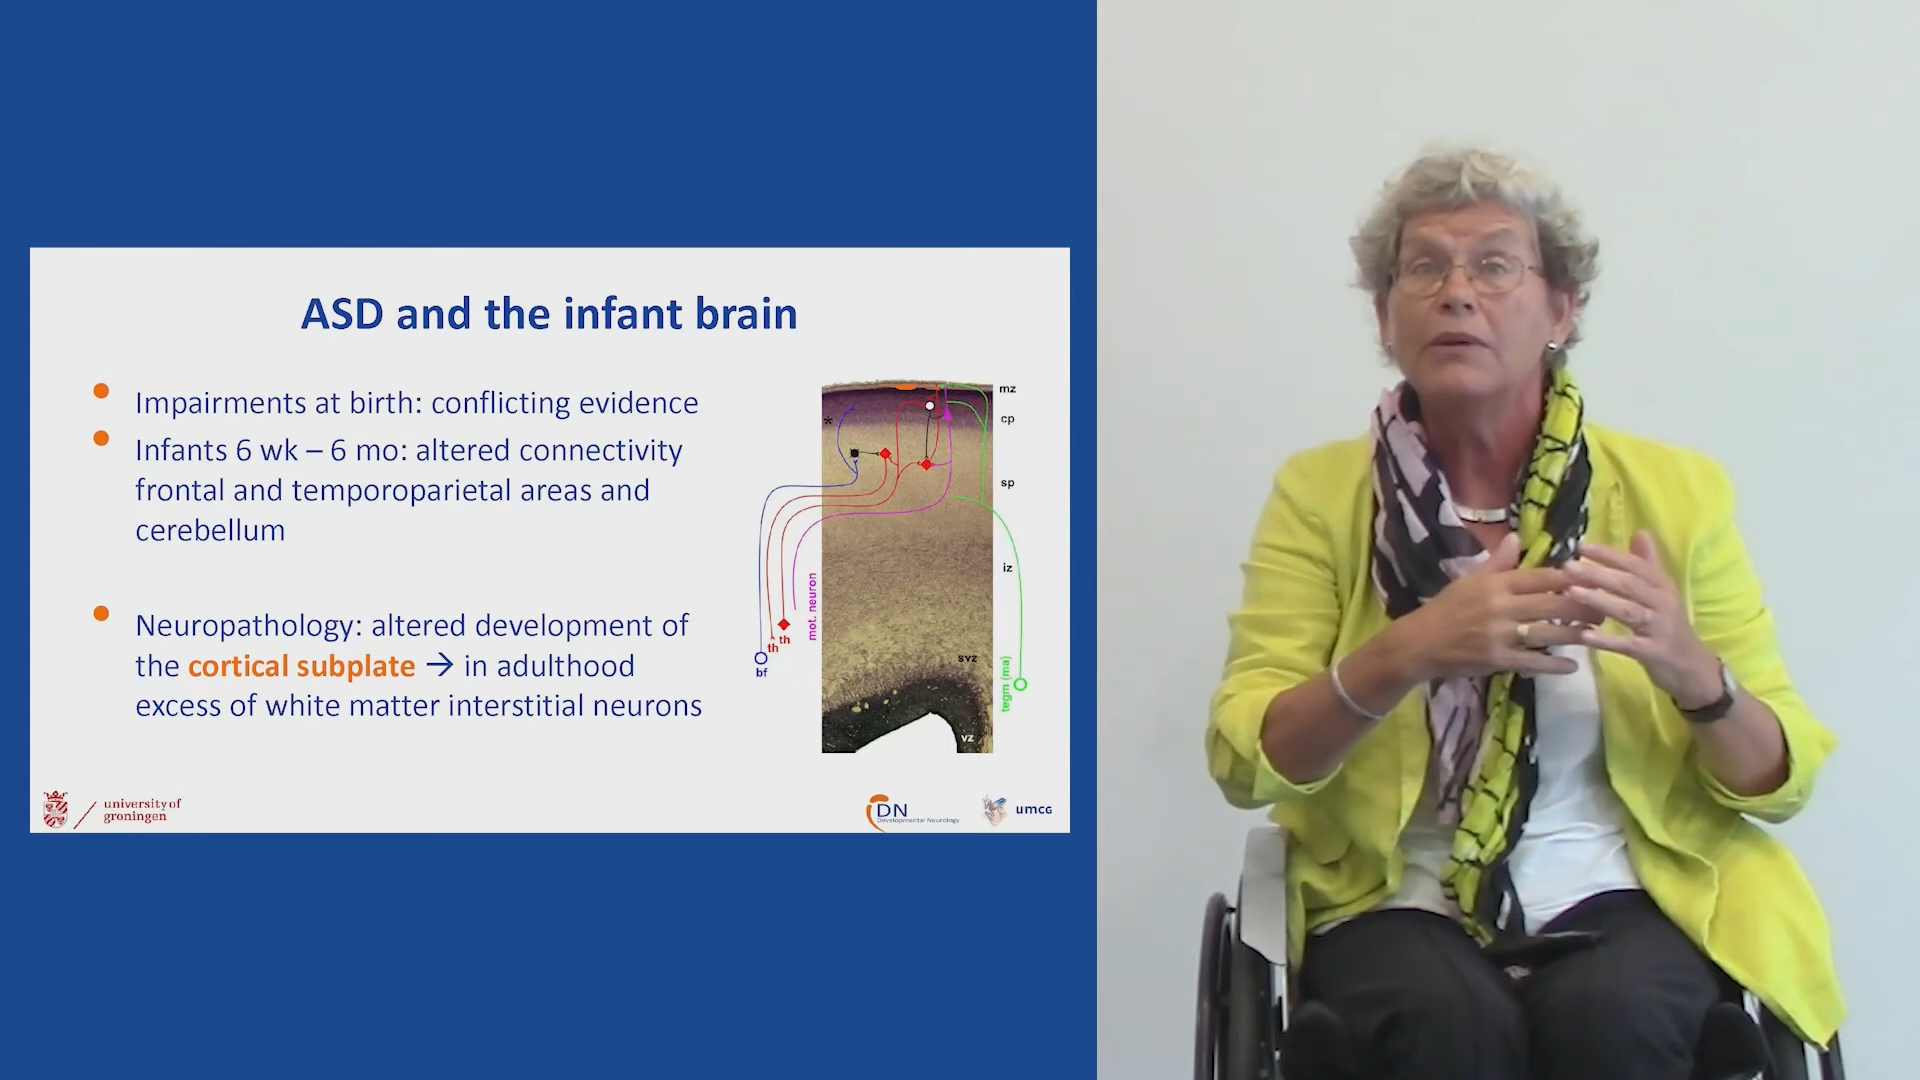 ASD and the infant brain
Impairments at birth: conflicting evidence
Infants 6 wk – 6 mo: altered connectivity
frontal and temporoparietal areas and
cerebellum
Neuropathology: altered development of
the cortical subplate → in adulthood
excess of white matter interstitial neurons
mz
cp
sp
iz
svz
vz
*
mot. neuron
th
th
bf
tegm (ma)
university of
groningen
DN
Developmental Neurology
umcg